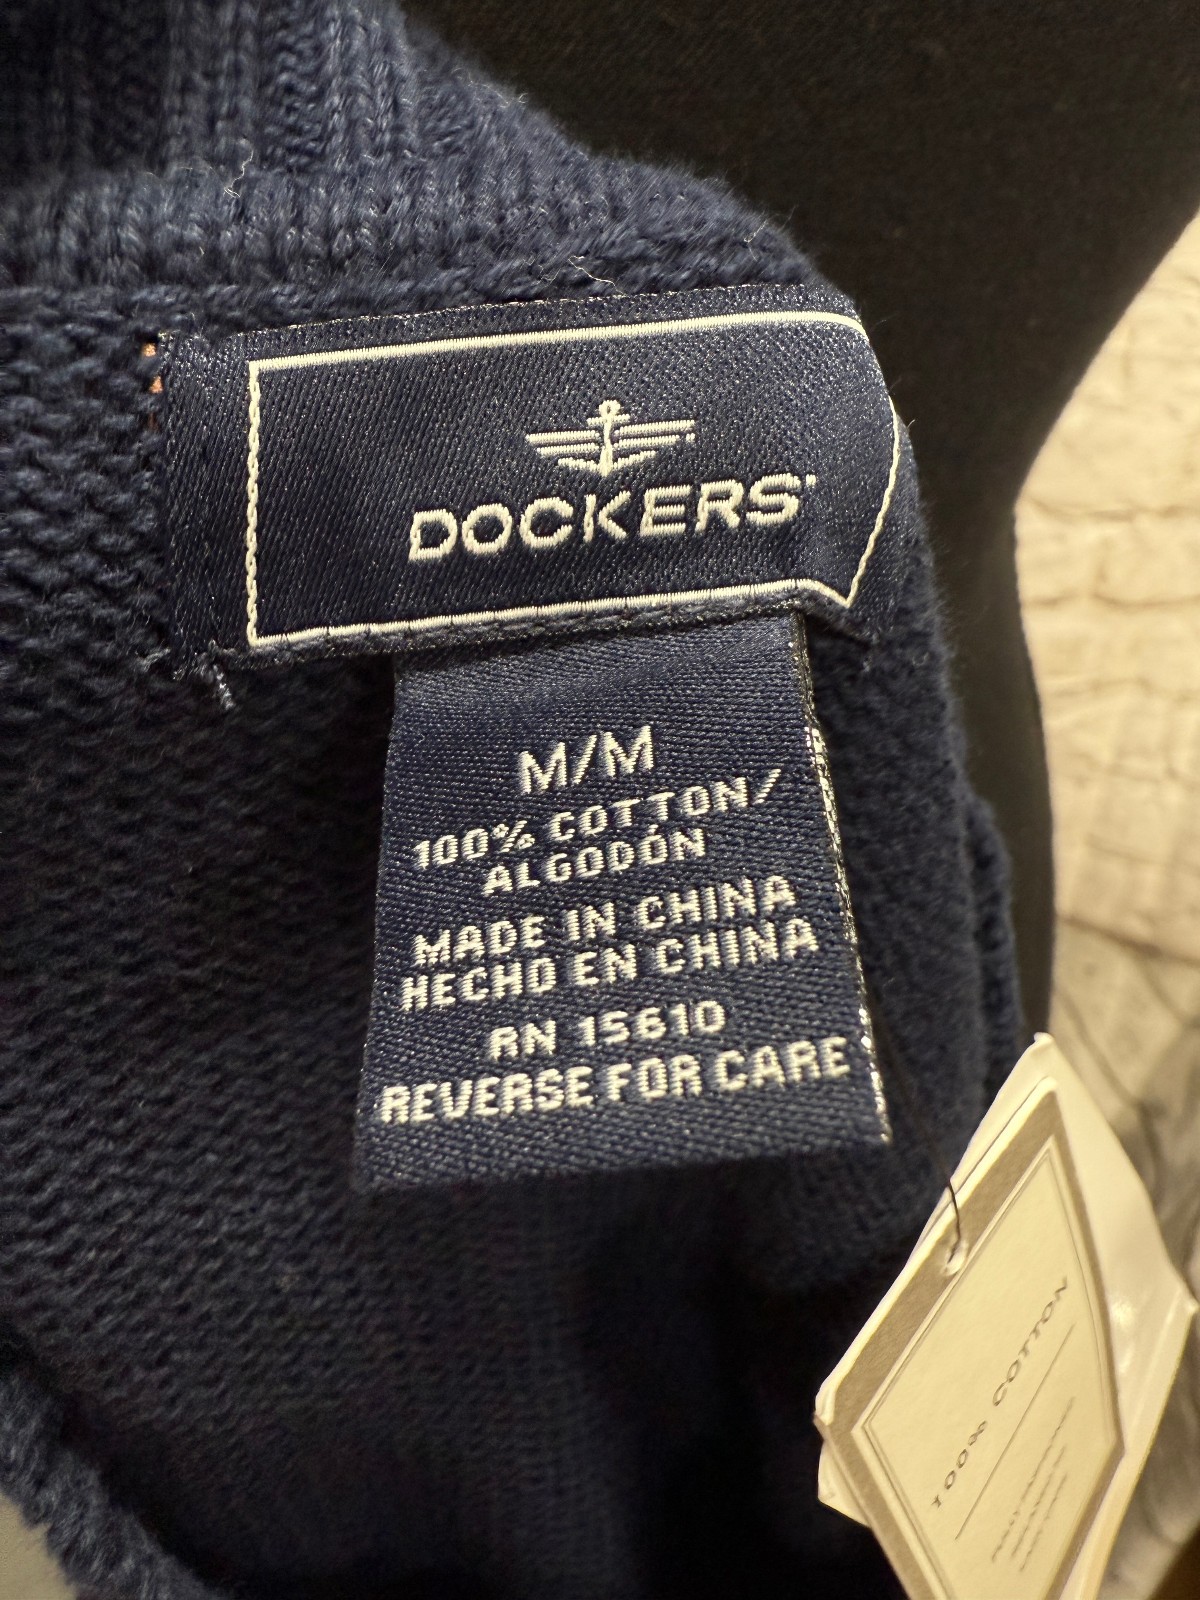 DOCKERS
M/M
100% COTTON/
ALGODÓN
MADE IN CHINA
HECHO EN CHINA
RN 15610
REVERSE FOR CARE
100% COTTON